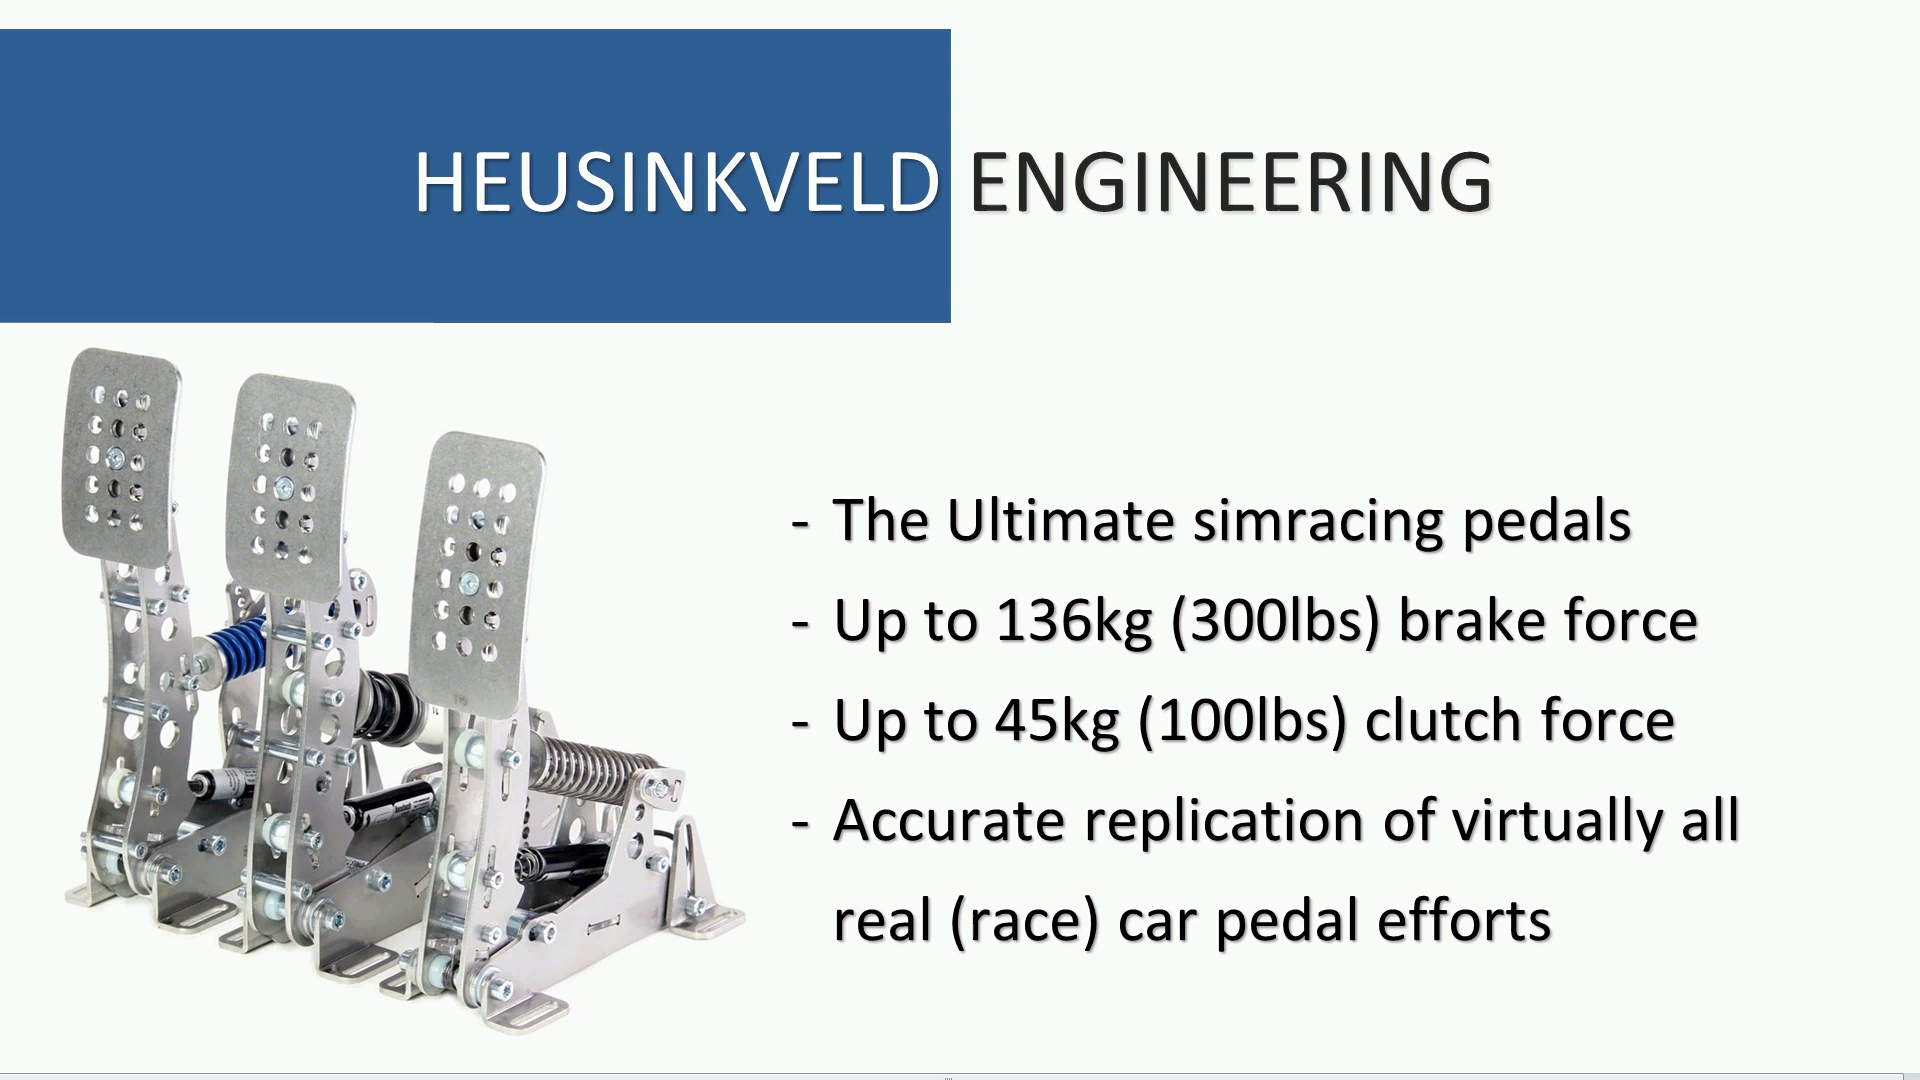 HEUSINKVELD ENGINEERING
- The Ultimate simracing pedals
- Up to 136kg (300lbs) brake force
- Up to 45kg (100lbs) clutch force
- Accurate replication of virtually all
real (race) car pedal efforts